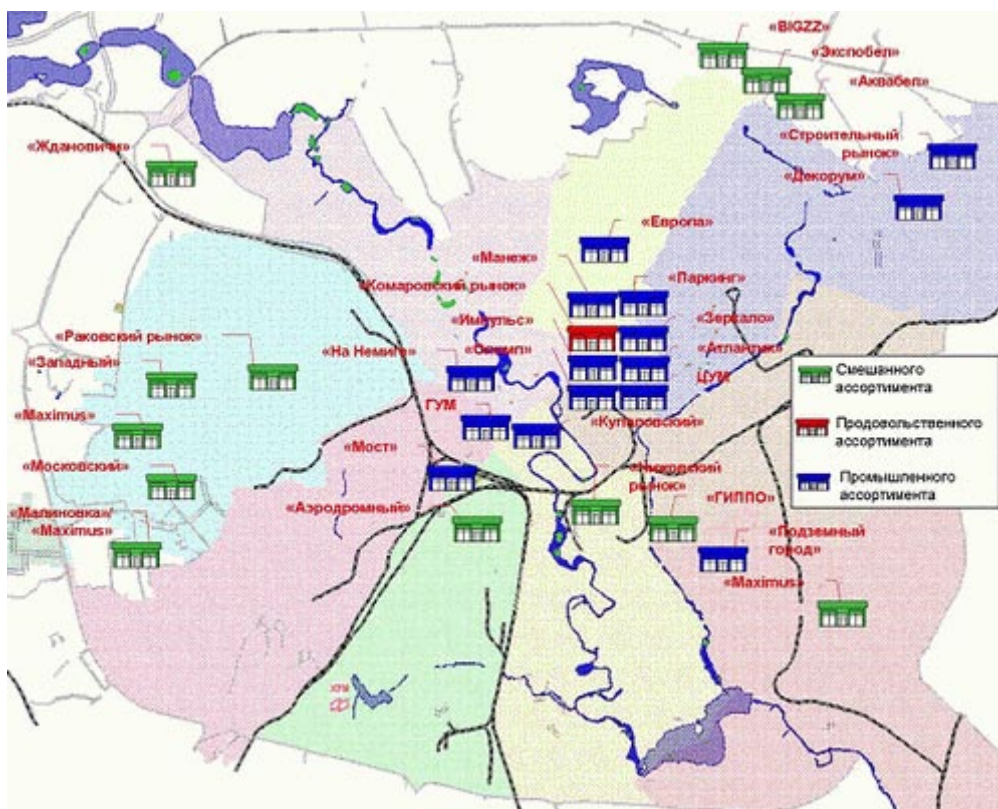 «BIGZZ»
«Экспобел»
«Аквабел»
«Строительный
рынок»
«Ждановичи»
«Декорум»
«Европа»
«Манеж»
«Паркинг»
«Комаровский рынок»
«Импульс»
«Зеркало»
«Раковский рынок»
«На Немиге»
«Олимп»
«Атлантик»
«Западный»
ЦУМ
Смешанного
ассортимента
«Maximus»
ГУМ
«Купаловский»
Продовольственного
ассортимента
«Мост»
«Московский»
Промышленного
ассортимента
рынок»
«ГИППО»
«Аэродромный»
«Малиновка»/
«Maximus»
«Подземный
город»
«Maximus»